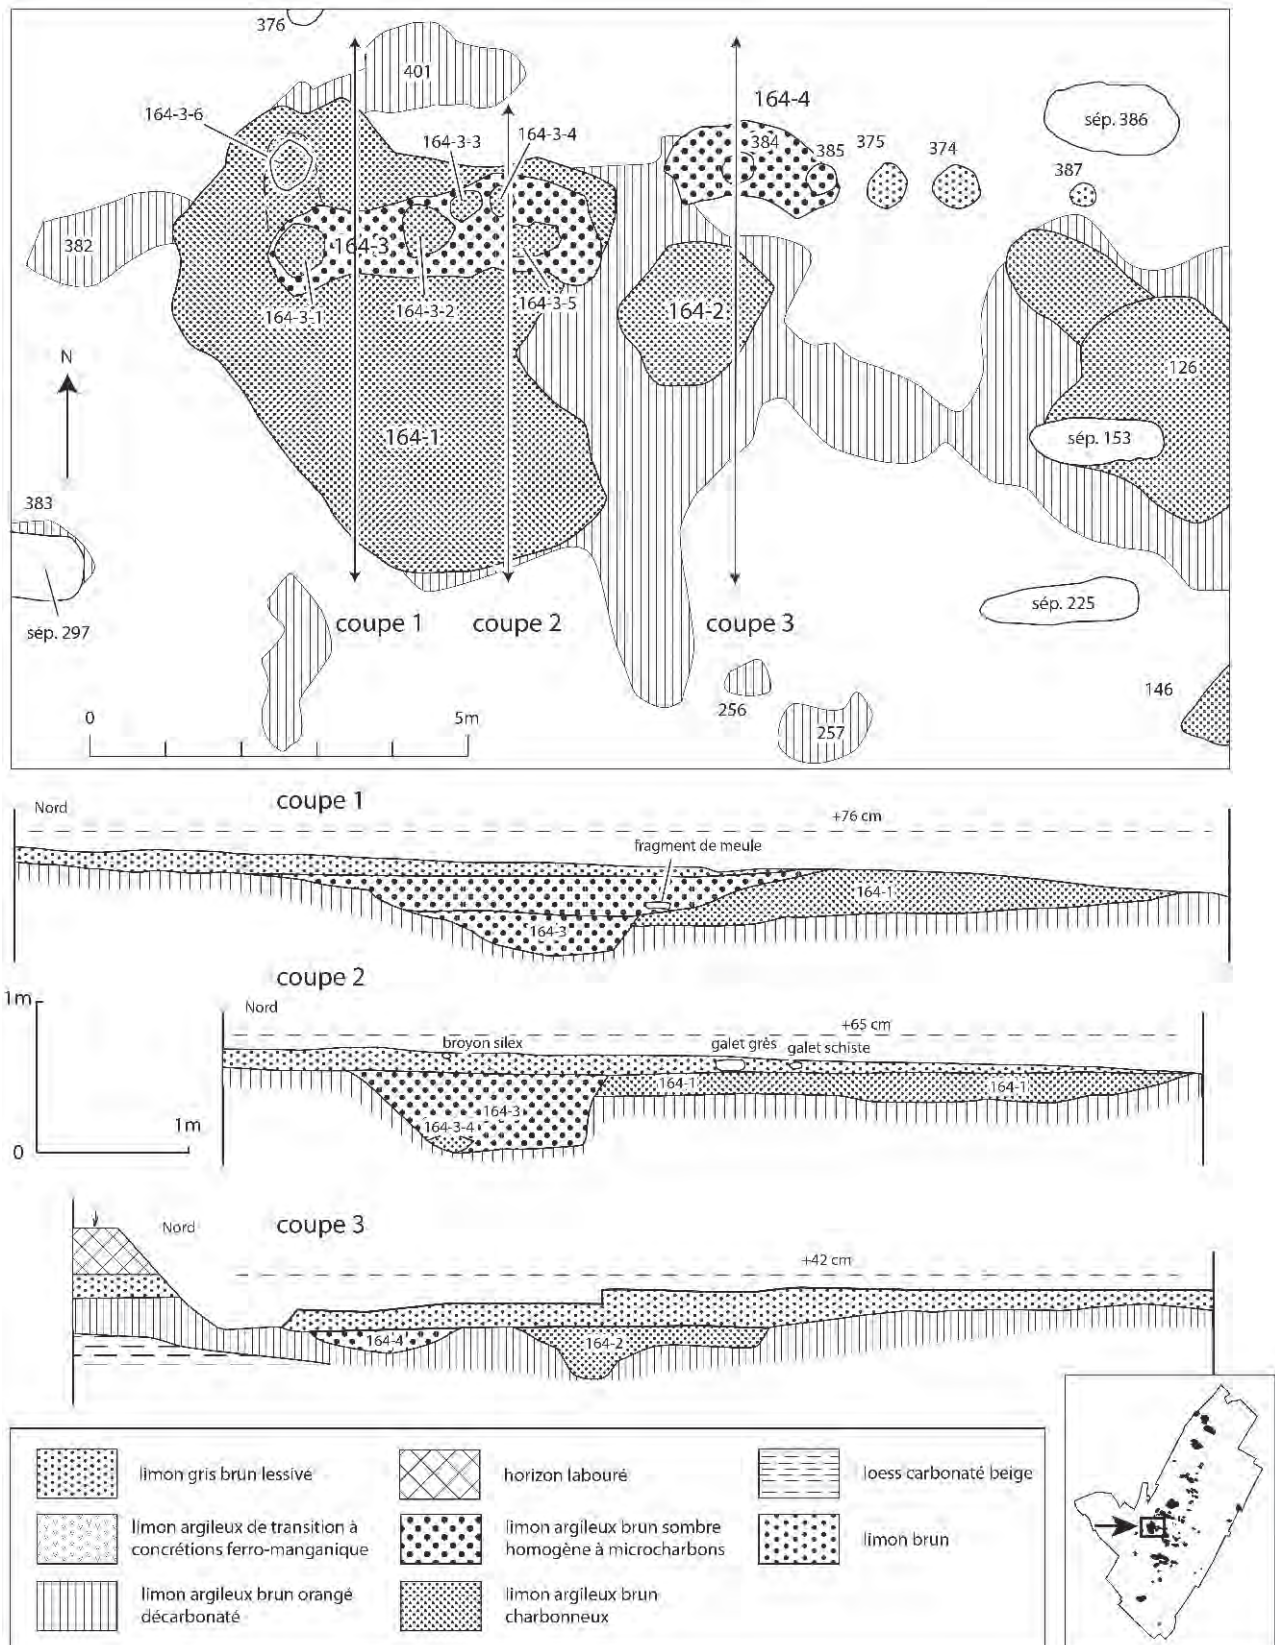 376
401
164-3-6
164-3-3
164-3-4
164-4
384
385
375
374
sép. 386
387
382
164-3
164-3-1
164-3-2
164-3-5
164-2
126
N
164-1
sép. 153
383
sép. 297
coupe 1
coupe 2
coupe 3
sép. 225
146
256
257
0
5m
coupe 1
Nord
+76 cm
fragment de meule
164-1
164-3
coupe 2
1m
Nord
+65 cm
broyon silex
galet grès
galet schiste
164-1
164-1
164-3
164-3-4
1m
0
coupe 3
Nord
+42 cm
164-4
164-2
limon gris brun lessivé
horizon labouré
loess carbonaté beige
limon argileux de transition à
concrétions ferro-manganique
limon argileux brun sombre
homogène à microcharbons
limon brun
limon argileux brun orangé
décarbonaté
limon argileux brun
charbonneux